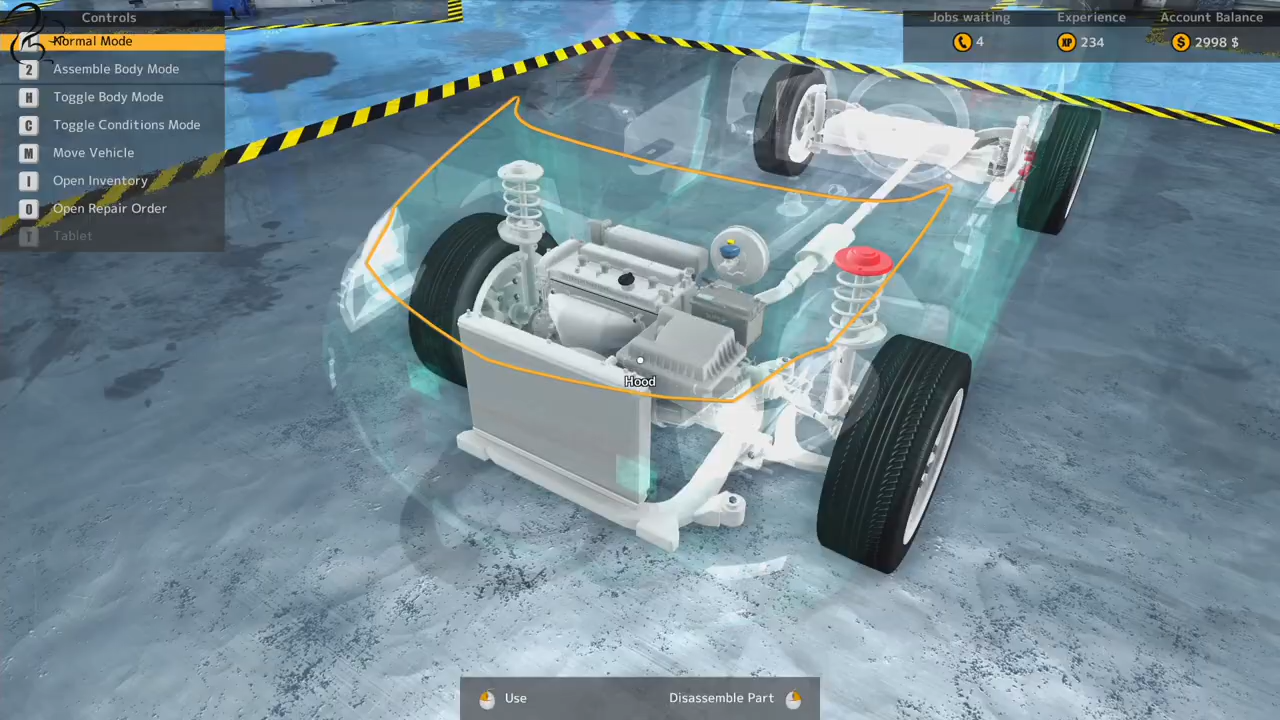 Controls
Normal Mode
2 Assemble Body Mode
H Toggle Body Mode
C Toggle Conditions Mode
M Move Vehicle
I Open Inventory
O Open Repair Order
T Tablet
Jobs waiting Experience Account Balance
4 XP 234 $ 2998 $
Hood
Use Disassemble Part